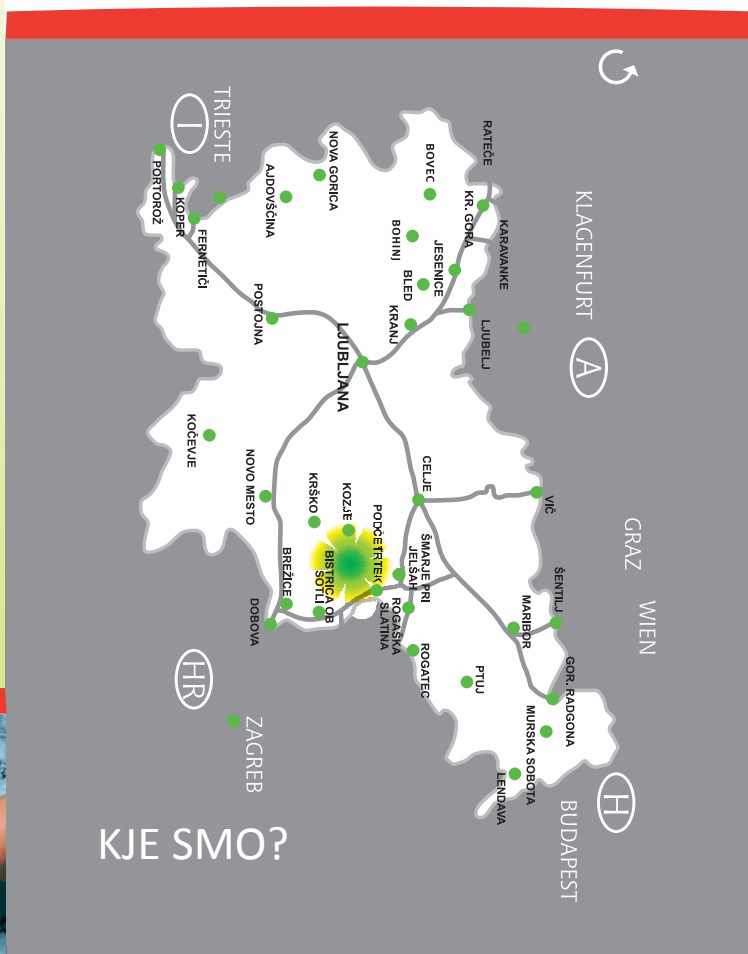 TRIESTE
I
KLAGENFURT
A
GRAZ
WIEN
H
BUDAPEST
HR
ZAGREB
RATEČE
KR. GORA
KARAVANKE
BOVEC
JESENICE
BOHINJ
BLED
KRANJ
LJUBELJ
NOVA GORICA
AJDOVŠČINA
PORTOROŽ
KOPER
FERNETIČI
POSTOJNA
LJUBLJANA
KOČEVJE
NOVO MESTO
KRŠKO
KOZJE
PODČETRTEK
CELJE
VIČ
ŠMARJE PRI
JELŠAH
BISTRICA OB
SOTLI
BREŽICE
DOBOVA
ROGAŠKA
SLATINA
ROGATEC
ŠENTILJ
MARIBOR
PTUJ
GOR. RADGONA
MURSKA SOBOTA
LENDAVA
KJE SMO?